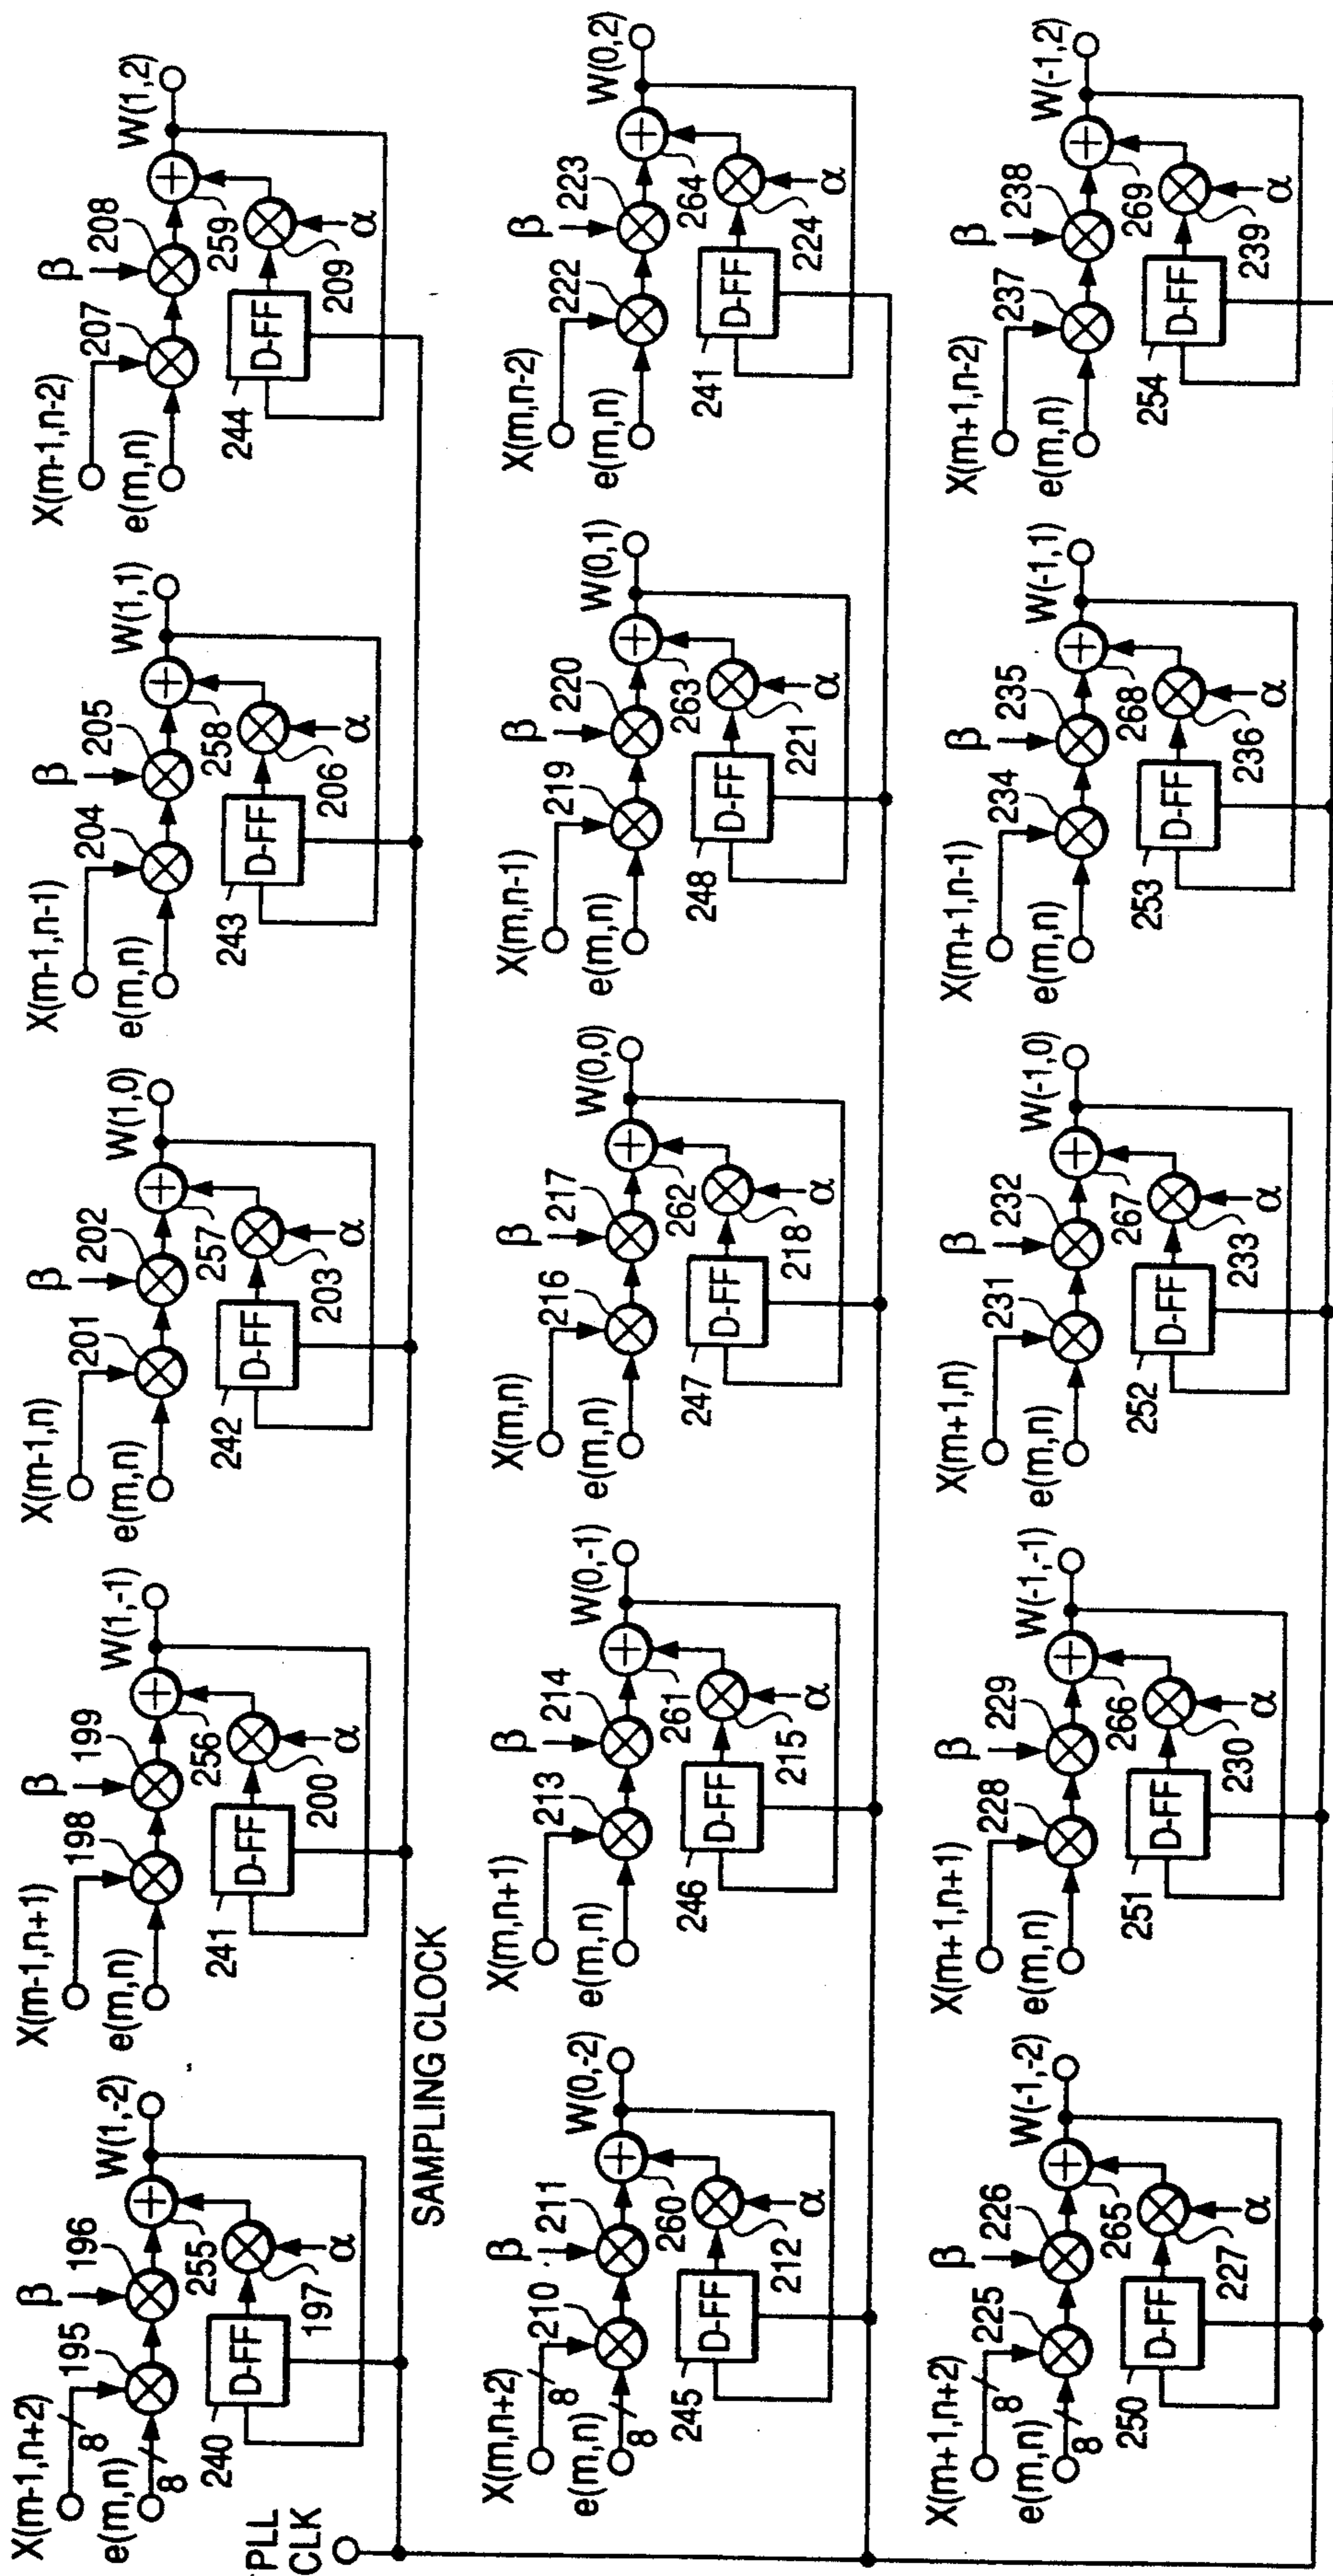 X(m-1,n+2) 195 β 196 W(1,-2)
e(m,n) 8 8 255
240 D-FF 197 α
X(m-1,n+1) 198 β 199 W(1,-1)
e(m,n) 256
241 D-FF 200 α
X(m-1,n) 201 β 202 W(1,0)
e(m,n) 257
242 D-FF 203 α
X(m-1,n-1) 204 β 205 W(1,1)
e(m,n) 258
243 D-FF 206 α
X(m-1,n-2) 207 β 208 W(1,2)
e(m,n) 259
244 D-FF 209 α
PLL
CLK
SAMPLING CLOCK
X(m,n+2) 210 β 211 W(0,-2)
e(m,n) 8 8 260
245 D-FF 212 α
X(m,n+1) 213 β 214 W(0,-1)
e(m,n) 261
246 D-FF 215 α
X(m,n) 216 β 217 W(0,0)
e(m,n) 262
247 D-FF 218 α
X(m,n-1) 219 β 220 W(0,1)
e(m,n) 263
248 D-FF 221 α
X(m,n-2) 222 β 223 W(0,2)
e(m,n) 264
241 D-FF 224 α
X(m+1,n+2) 225 β 226 W(-1,-2)
e(m,n) 8 8 265
250 D-FF 227 α
X(m+1,n+1) 228 β 229 W(-1,-1)
e(m,n) 266
251 D-FF 230 α
X(m+1,n) 231 β 232 W(-1,0)
e(m,n) 267
252 D-FF 233 α
X(m+1,n-1) 234 β 235 W(-1,1)
e(m,n) 268
253 D-FF 236 α
X(m+1,n-2) 237 β 238 W(-1,2)
e(m,n) 269
254 D-FF 239 α